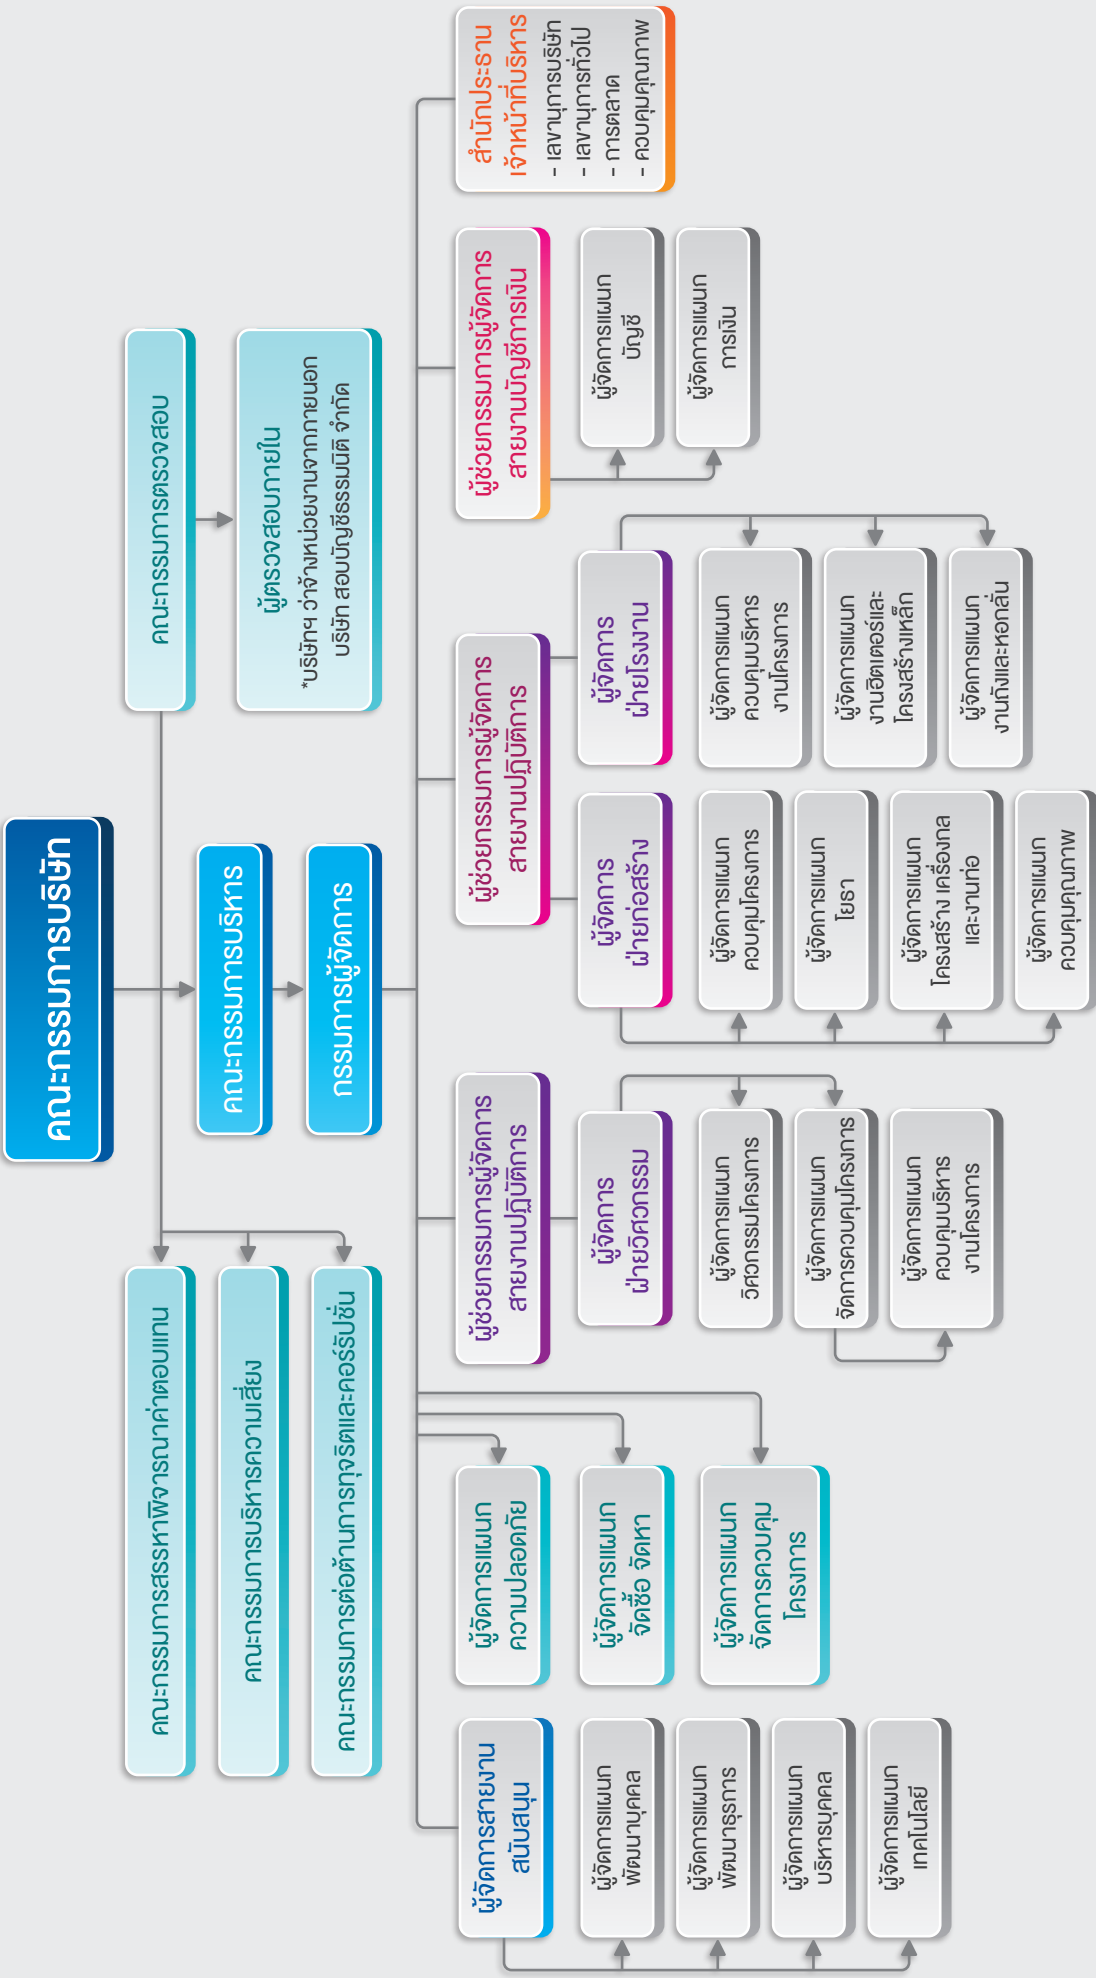 คณะกรรมการบริษัท
คณะกรรมการสรรหาพิจารณาค่าตอบแทน
คณะกรรมการบริหารความเสี่ยง
คณะกรรมการต่อต้านการทุจริตและคอร์รัปชั่น
คณะกรรมการบริหาร
กรรมการผู้จัดการ
คณะกรรมการตรวจสอบ
ผู้ตรวจสอบภายใน
*บริษัทฯ ว่าจ้างหน่วยงานจากภายนอก
บริษัท สอบบัญชีธรรมนิติ จำกัด
ผู้จัดการสายงาน
สนับสนุน
ผู้จัดการแผนก
พัฒนาบุคคล
ผู้จัดการแผนก
พัฒนาธุรการ
ผู้จัดการแผนก
บริหารบุคคล
ผู้จัดการแผนก
เทคโนโลยี
ผู้จัดการแผนก
ความปลอดภัย
ผู้จัดการแผนก
จัดซื้อ จัดหา
ผู้จัดการแผนก
จัดการควบคุม
โครงการ
ผู้ช่วยกรรมการผู้จัดการ
สายงานปฏิบัติการ
ผู้จัดการ
ฝ่ายวิศวกรรม
ผู้จัดการแผนก
วิศวกรรมโครงการ
ผู้จัดการแผนก
จัดการควบคุมโครงการ
ผู้จัดการแผนก
ควบคุมบริหาร
งานโครงการ
ผู้ช่วยกรรมการผู้จัดการ
สายงานปฏิบัติการ
ผู้จัดการ
ฝ่ายก่อสร้าง
ผู้จัดการแผนก
ควบคุมโครงการ
ผู้จัดการแผนก
โยธา
ผู้จัดการแผนก
โครงสร้าง เครื่องกล
และงานท่อ
ผู้จัดการแผนก
ควบคุมคุณภาพ
ผู้จัดการ
ฝ่ายโรงงาน
ผู้จัดการแผนก
ควบคุมบริหาร
งานโครงการ
ผู้จัดการแผนก
งานฮีตเตอร์และ
โครงสร้างเหล็ก
ผู้จัดการแผนก
งานถังและหอกลั่น
ผู้ช่วยกรรมการผู้จัดการ
สายงานบัญชีการเงิน
ผู้จัดการแผนก
บัญชี
ผู้จัดการแผนก
การเงิน
สำนักประธาน
เจ้าหน้าที่บริหาร
- เลขานุการบริษัท
- เลขานุการทั่วไป
- การตลาด
- ควบคุมคุณภาพ